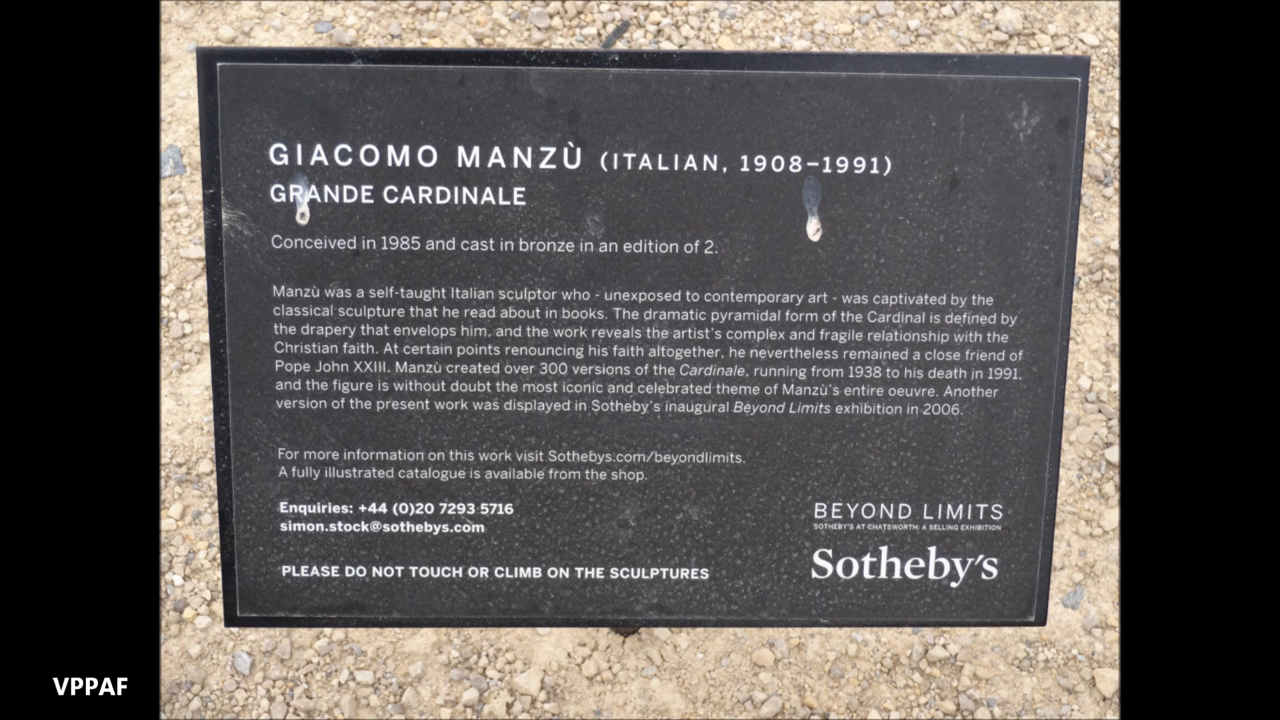 GIACOMO MANZÙ (ITALIAN, 1908–1991)
GRANDE CARDINALE
Conceived in 1985 and cast in bronze in an edition of 2.
Manzù was a self-taught Italian sculptor who - unexposed to contemporary art - was captivated by the
classical sculpture that he read about in books. The dramatic pyramidal form of the Cardinal is defined by
the drapery that envelops him, and the work reveals the artist's complex and fragile relationship with the
Christian faith. At certain points renouncing his faith altogether, he nevertheless remained a close friend of
Pope John XXIII. Manzù created over 300 versions of the Cardinale, running from 1938 to his death in 1991,
and the figure is without doubt the most iconic and celebrated theme of Manzù's entire oeuvre. Another
version of the present work was displayed in Sotheby's inaugural Beyond Limits exhibition in 2006.
For more information on this work visit Sothebys.com/beyondlimits.
A fully illustrated catalogue is available from the shop.
Enquiries: +44 (0)20 7293 5716
simon.stock@sothebys.com
PLEASE DO NOT TOUCH OR CLIMB ON THE SCULPTURES
BEYOND LIMITS
SOTHEBY'S AT CHATSWORTH: A SELLING EXHIBITION
Sotheby's
VPPAF